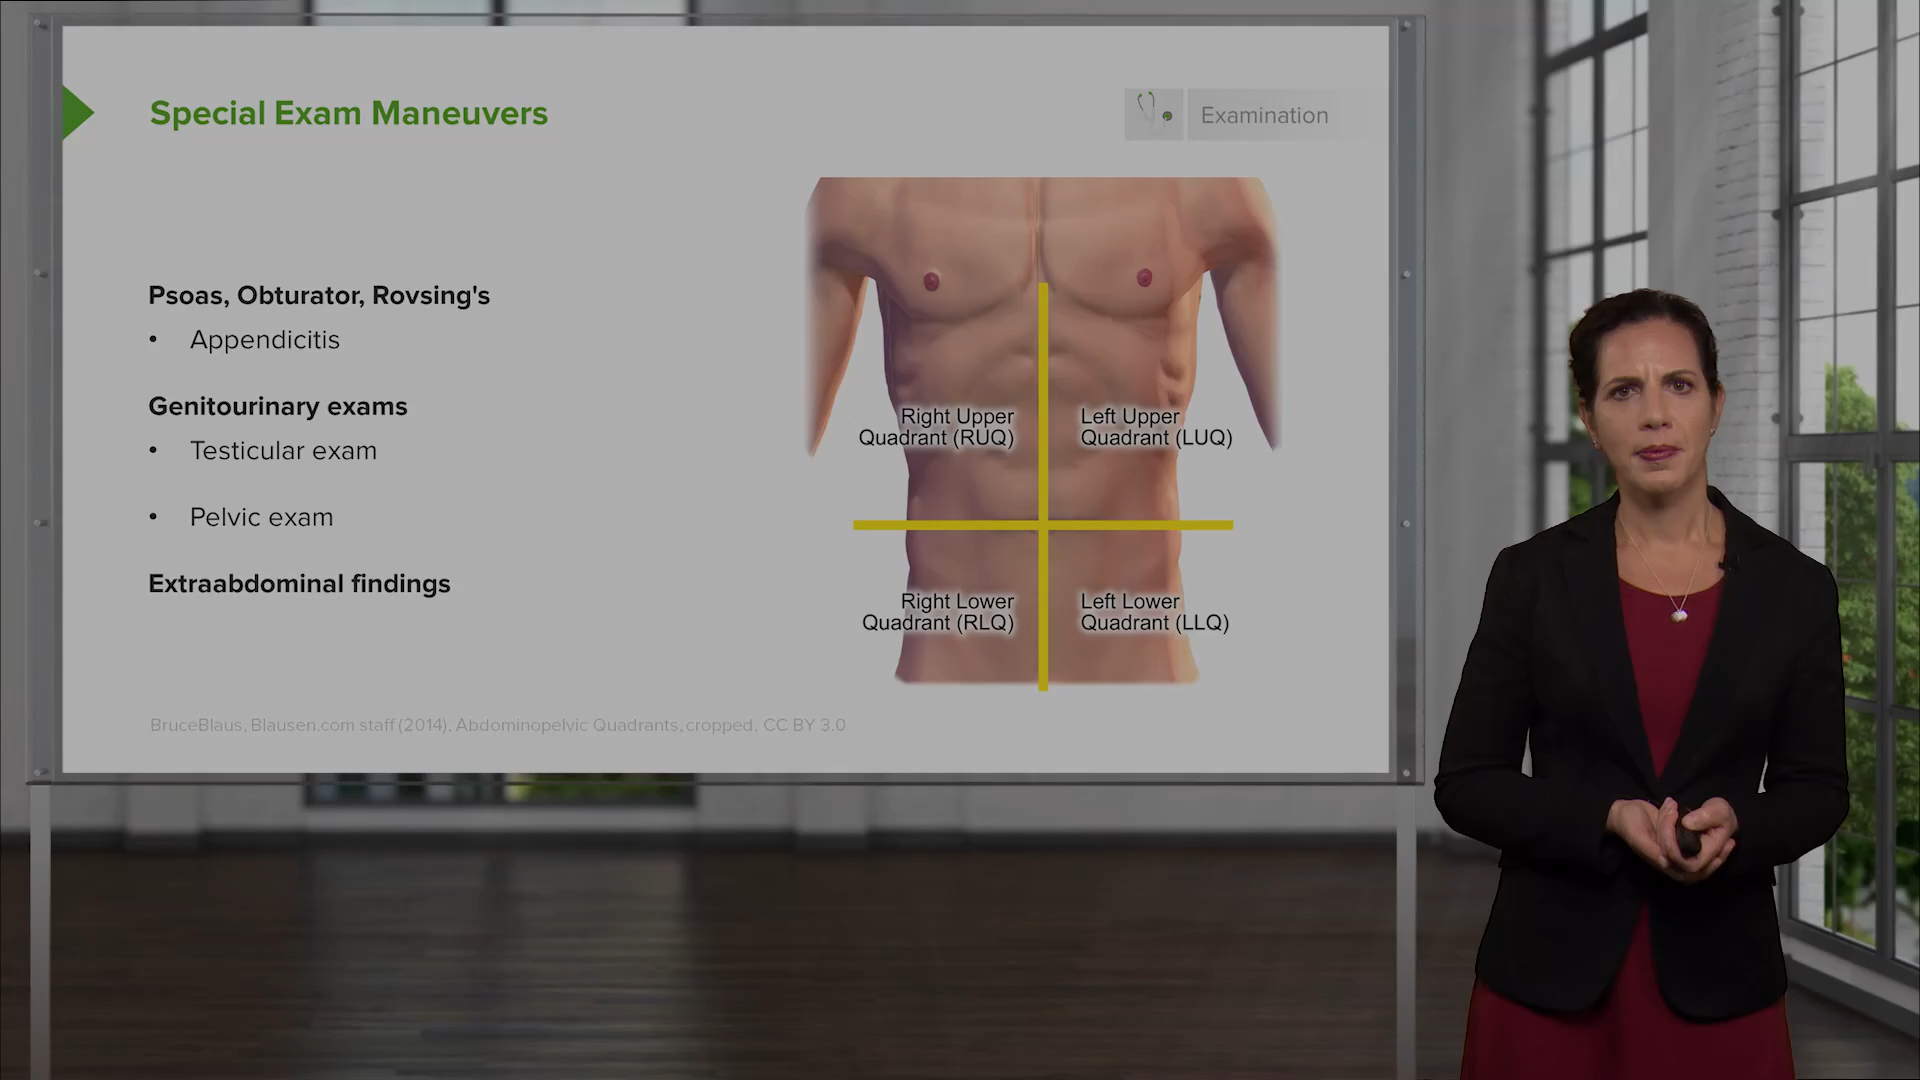 Special Exam Maneuvers
Examination
Psoas, Obturator, Rovsing's
• Appendicitis
Genitourinary exams
• Testicular exam
• Pelvic exam
Extraabdominal findings
Right Upper
Quadrant (RUQ)
Left Upper
Quadrant (LUQ)
Right Lower
Quadrant (RLQ)
Left Lower
Quadrant (LLQ)
BruceBlaus, Blausen.com staff (2014), Abdominopelvic Quadrants, cropped, CC BY 3.0